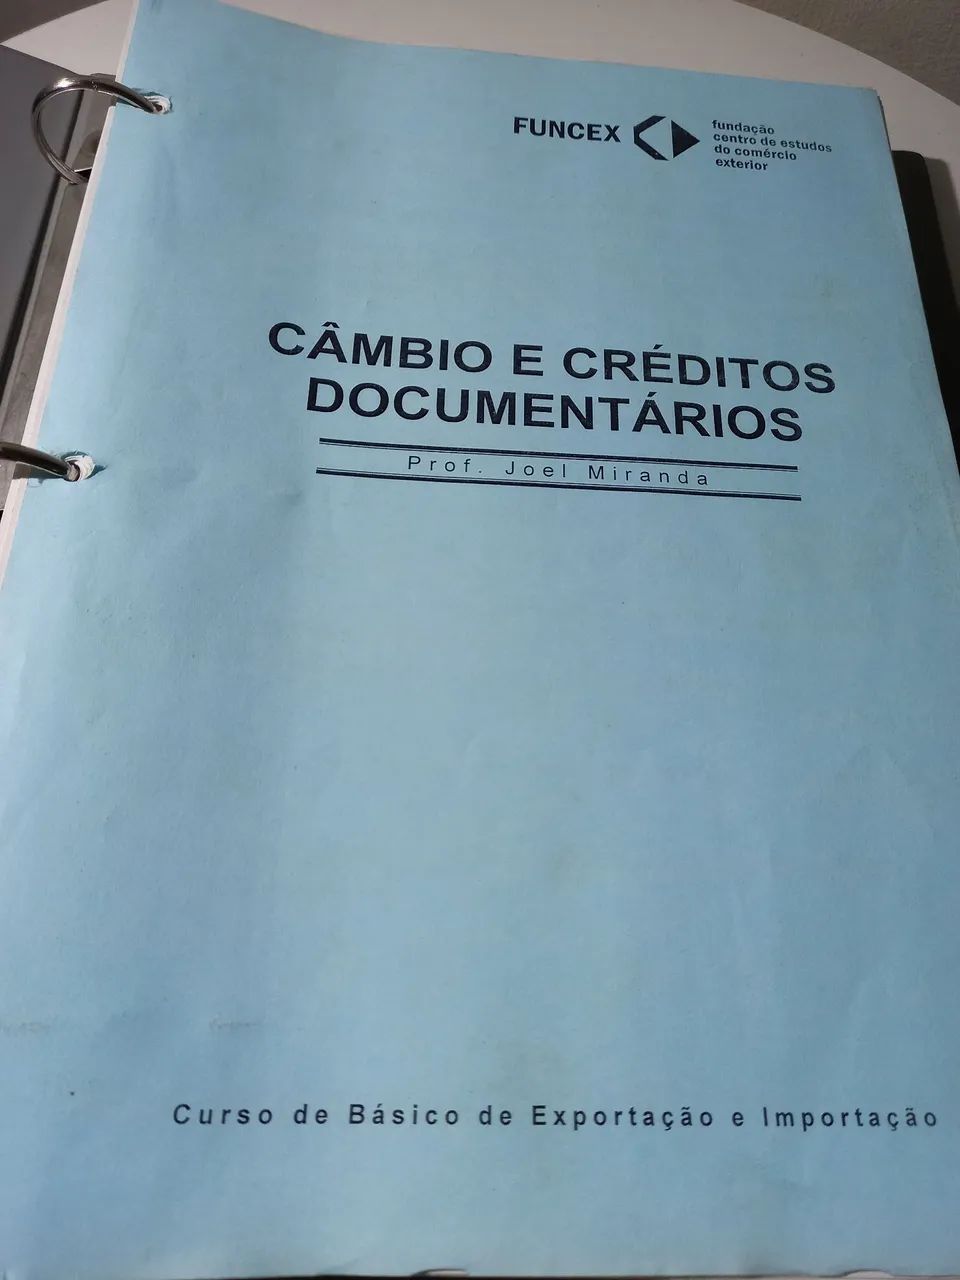 FUNCEX
fundação
centro de estudos
do comércio
exterior
CÂMBIO E CRÉDITOS
DOCUMENTÁRIOS
Prof. Joel Miranda
Curso de Básico de Exportação e Importação